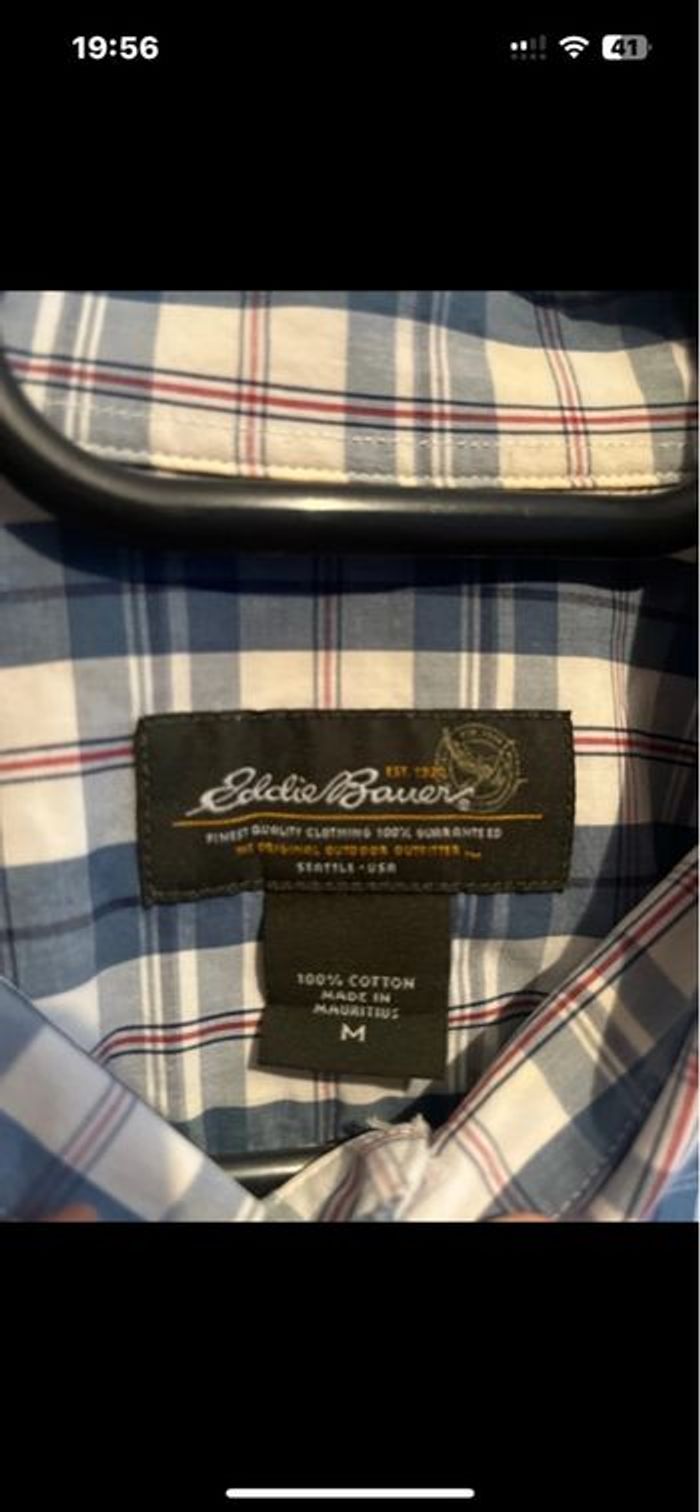 19:56
41
EST. 1920
Eddie Bauer®
FINEST QUALITY CLOTHING 100% GUARANTEED
THE ORIGINAL OUTDOOR OUTFITTER
SEATTLE · USA
100% COTTON
MADE IN
MAURITIUS
M